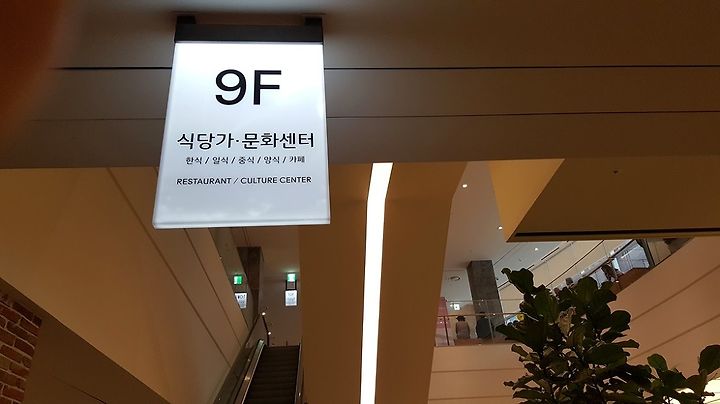 9F
식당가·문화센터
한식 / 일식 / 중식 / 양식 / 카페
RESTAURANT / CULTURE CENTER